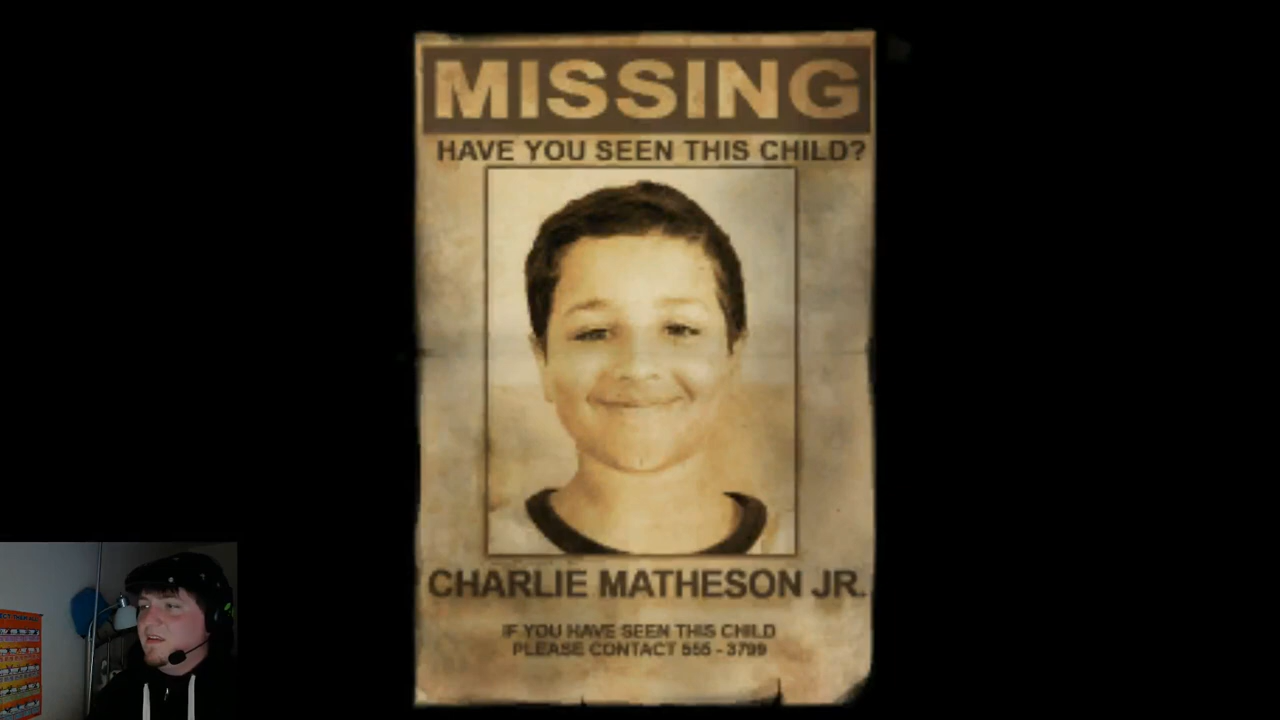 MISSING
HAVE YOU SEEN THIS CHILD?
CHARLIE MATHESON JR.
IF YOU HAVE SEEN THIS CHILD
PLEASE CONTACT 555 - 3799